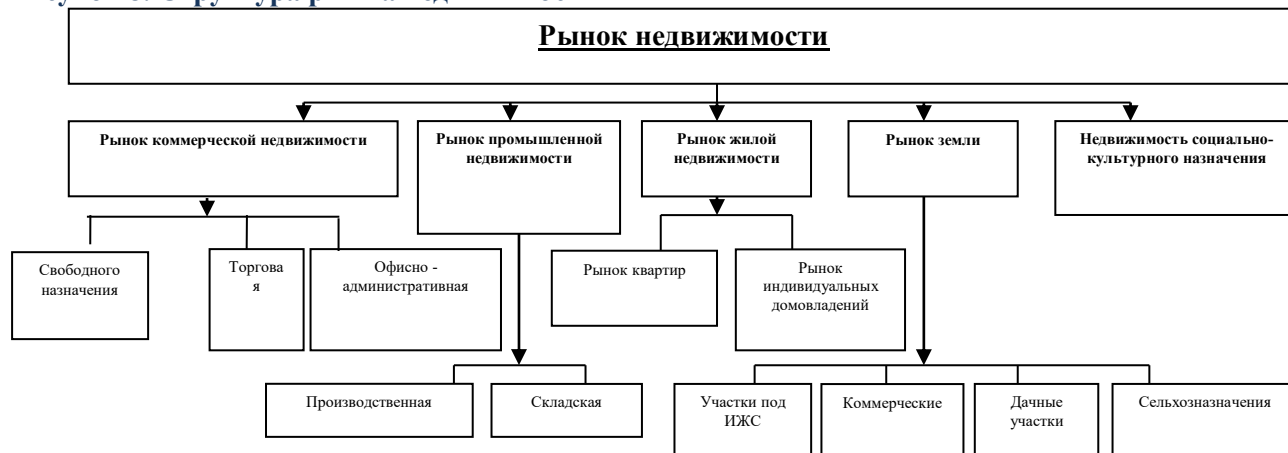 Рынок недвижимости
Рынок коммерческой недвижимости
Рынок промышленной
недвижимости
Рынок жилой
недвижимости
Рынок земли
Недвижимость социально-
культурного назначения
Свободного
назначения
Торгова
я
Офисно -
административная
Рынок квартир
Рынок
индивидуальных
домовладений
Производственная
Складская
Участки под
ИЖС
Коммерческие
Дачные
участки
Сельхозназначения